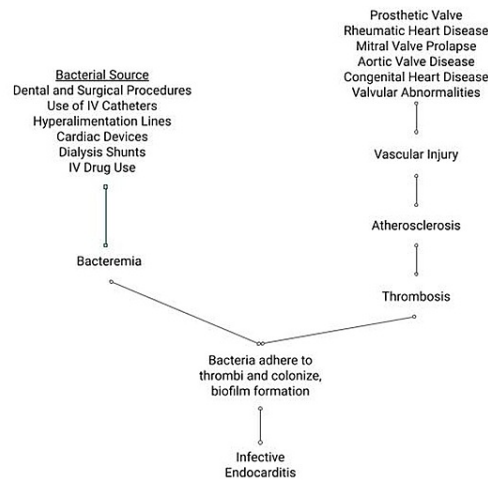 Bacterial Source
Dental and Surgical Procedures
Use of IV Catheters
Hyperalimentation Lines
Cardiac Devices
Dialysis Shunts
IV Drug Use
Bacteremia
Prosthetic Valve
Rheumatic Heart Disease
Mitral Valve Prolapse
Aortic Valve Disease
Congenital Heart Disease
Valvular Abnormalities
Vascular Injury
Atherosclerosis
Thrombosis
Bacteria adhere to
thrombi and colonize,
biofilm formation
Infective
Endocarditis